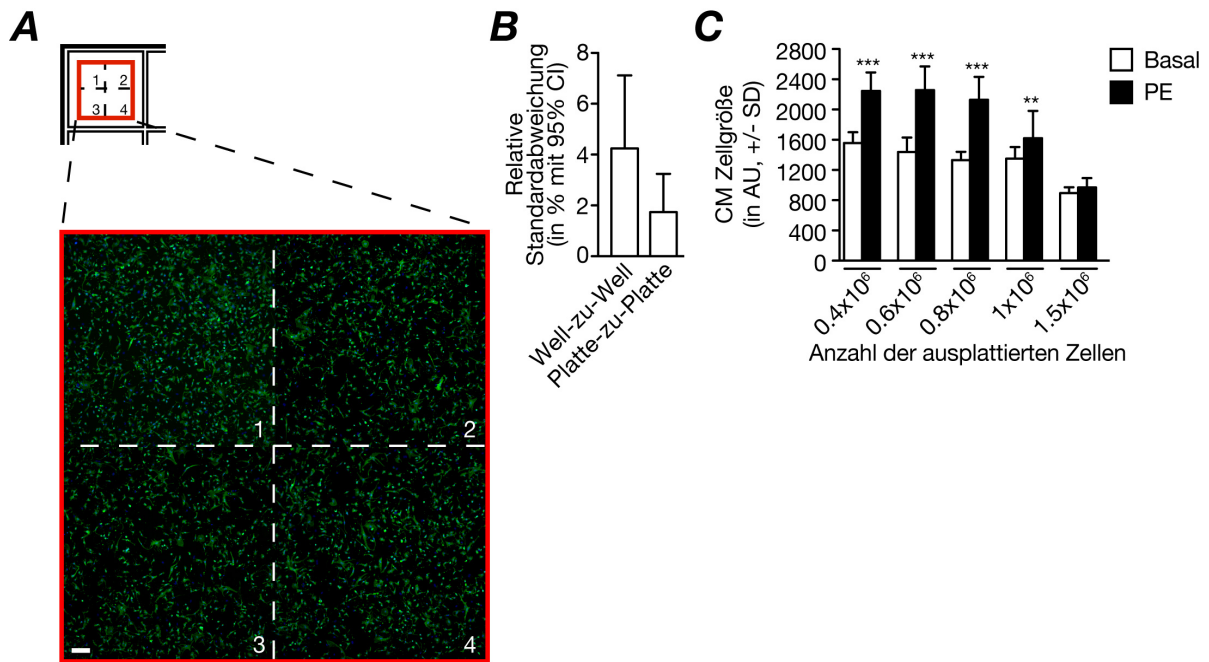 A
1 2
3 4
1
2
3
4
B
Relative
Standardabweichung
(in % mit 95% CI)
8
6
4
2
0
Well-zu-Well
Platte-zu-Platte
C
CM Zellgröße
(in AU, +/- SD)
2800
2400
2000
1600
1200
800
400
0
***
***
***
**
0.4x10⁶
0.6x10⁶
0.8x10⁶
1x10⁶
1.5x10⁶
Anzahl der ausplattierten Zellen
Basal
PE